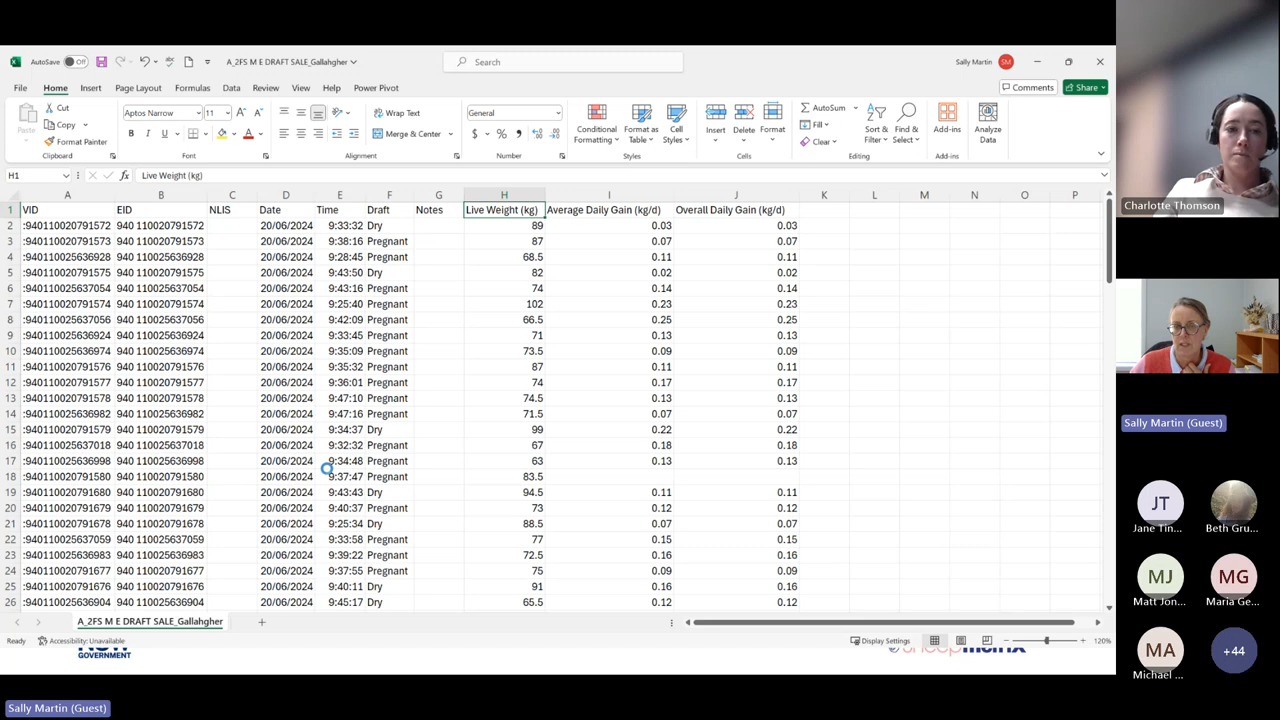 AutoSave Off A_2FS M E DRAFT SALE_Gallahgher Search Sally Martin SM
File Home Insert Page Layout Formulas Data Review View Help Power Pivot Comments Share
Paste Cut Copy Format Painter Clipboard
Aptos Narrow 11 B I U Font
Wrap Text Merge & Center Alignment
General $ % Number
Conditional Formatting Format as Table Cell Styles Styles
Insert Delete Format Cells
AutoSum Fill Clear Sort & Filter Find & Select Editing
Add-ins Add-ins
Analyze Data
H1 fx Live Weight (kg)
A B C D E F G H I J K L M N O P
1 VID EID NLIS Date Time Draft Notes Live Weight (kg) Average Daily Gain (kg/d) Overall Daily Gain (kg/d)
2 :940110020791572 940 110020791572 20/06/2024 9:33:32 Dry 89 0.03 0.03
3 :940110020791573 940 110020791573 20/06/2024 9:38:16 Pregnant 87 0.07 0.07
4 :940110025636928 940 110025636928 20/06/2024 9:28:45 Pregnant 68.5 0.11 0.11
5 :940110020791575 940 110020791575 20/06/2024 9:43:50 Dry 82 0.02 0.02
6 :940110025637054 940 110025637054 20/06/2024 9:43:16 Pregnant 74 0.14 0.14
7 :940110020791574 940 110020791574 20/06/2024 9:25:40 Pregnant 102 0.23 0.23
8 :940110025637056 940 110025637056 20/06/2024 9:42:09 Pregnant 66.5 0.25 0.25
9 :940110025636924 940 110025636924 20/06/2024 9:33:45 Pregnant 71 0.13 0.13
10 :940110025636974 940 110025636974 20/06/2024 9:35:09 Pregnant 73.5 0.09 0.09
11 :940110020791576 940 110020791576 20/06/2024 9:35:32 Pregnant 87 0.11 0.11
12 :940110020791577 940 110020791577 20/06/2024 9:36:01 Pregnant 74 0.17 0.17
13 :940110020791578 940 110020791578 20/06/2024 9:47:10 Pregnant 74.5 0.13 0.13
14 :940110025636982 940 110025636982 20/06/2024 9:47:16 Pregnant 71.5 0.07 0.07
15 :940110020791579 940 110020791579 20/06/2024 9:34:37 Dry 99 0.22 0.22
16 :940110025637018 940 110025637018 20/06/2024 9:32:32 Pregnant 67 0.18 0.18
17 :940110025636998 940 110025636998 20/06/2024 9:34:48 Pregnant 63 0.13 0.13
18 :940110020791580 940 110020791580 20/06/2024 9:37:47 Pregnant 83.5
19 :940110020791680 940 110020791680 20/06/2024 9:43:43 Dry 94.5 0.11 0.11
20 :940110020791679 940 110020791679 20/06/2024 9:40:37 Pregnant 73 0.12 0.12
21 :940110020791678 940 110020791678 20/06/2024 9:25:34 Dry 88.5 0.07 0.07
22 :940110025637059 940 110025637059 20/06/2024 9:33:58 Pregnant 77 0.15 0.15
23 :940110025636983 940 110025636983 20/06/2024 9:39:22 Pregnant 72.5 0.16 0.16
24 :940110020791677 940 110020791677 20/06/2024 9:37:55 Pregnant 75 0.09 0.09
25 :940110020791676 940 110020791676 20/06/2024 9:40:11 Dry 91 0.16 0.16
26 :940110025636904 940 110025636904 20/06/2024 9:45:17 Dry 65.5 0.12 0.12
A_2FS M E DRAFT SALE_Gallahgher
Ready Accessibility: Unavailable Display Settings 120%
GOVERNMENT
Sally Martin (Guest)
Charlotte Thomson
Sally Martin (Guest)
JT
Jane Tin... Beth Gru...
MJ MG
Matt Jon... Maria Ge...
MA +44
Michael ...